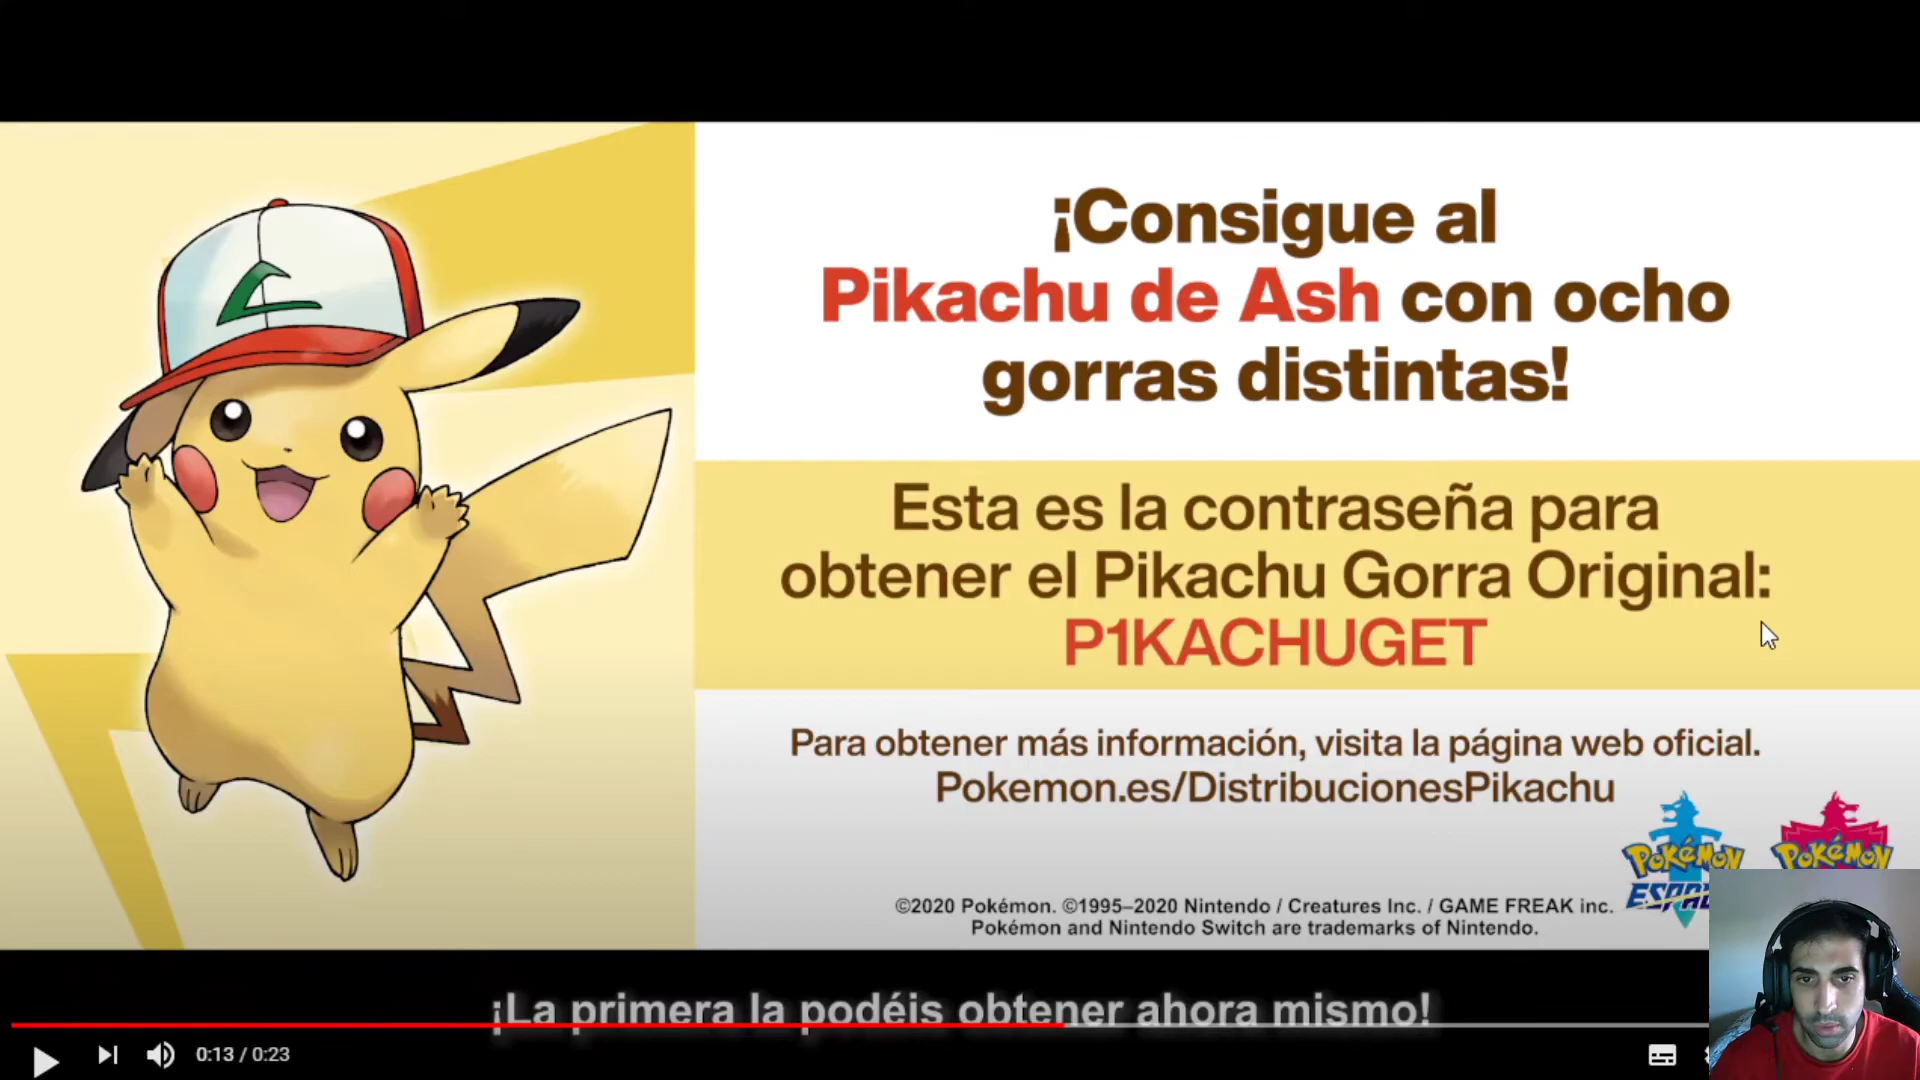 ¡Consigue al
Pikachu de Ash con ocho
gorras distintas!
Esta es la contraseña para
obtener el Pikachu Gorra Original:
P1KACHUGET
Para obtener más información, visita la página web oficial.
Pokemon.es/DistribucionesPikachu
POKéMON
POKéMON
©2020 Pokémon. ©1995–2020 Nintendo / Creatures Inc. / GAME FREAK inc.
Pokémon and Nintendo Switch are trademarks of Nintendo.
¡La primera la podéis obtener ahora mismo!
0:13 / 0:23